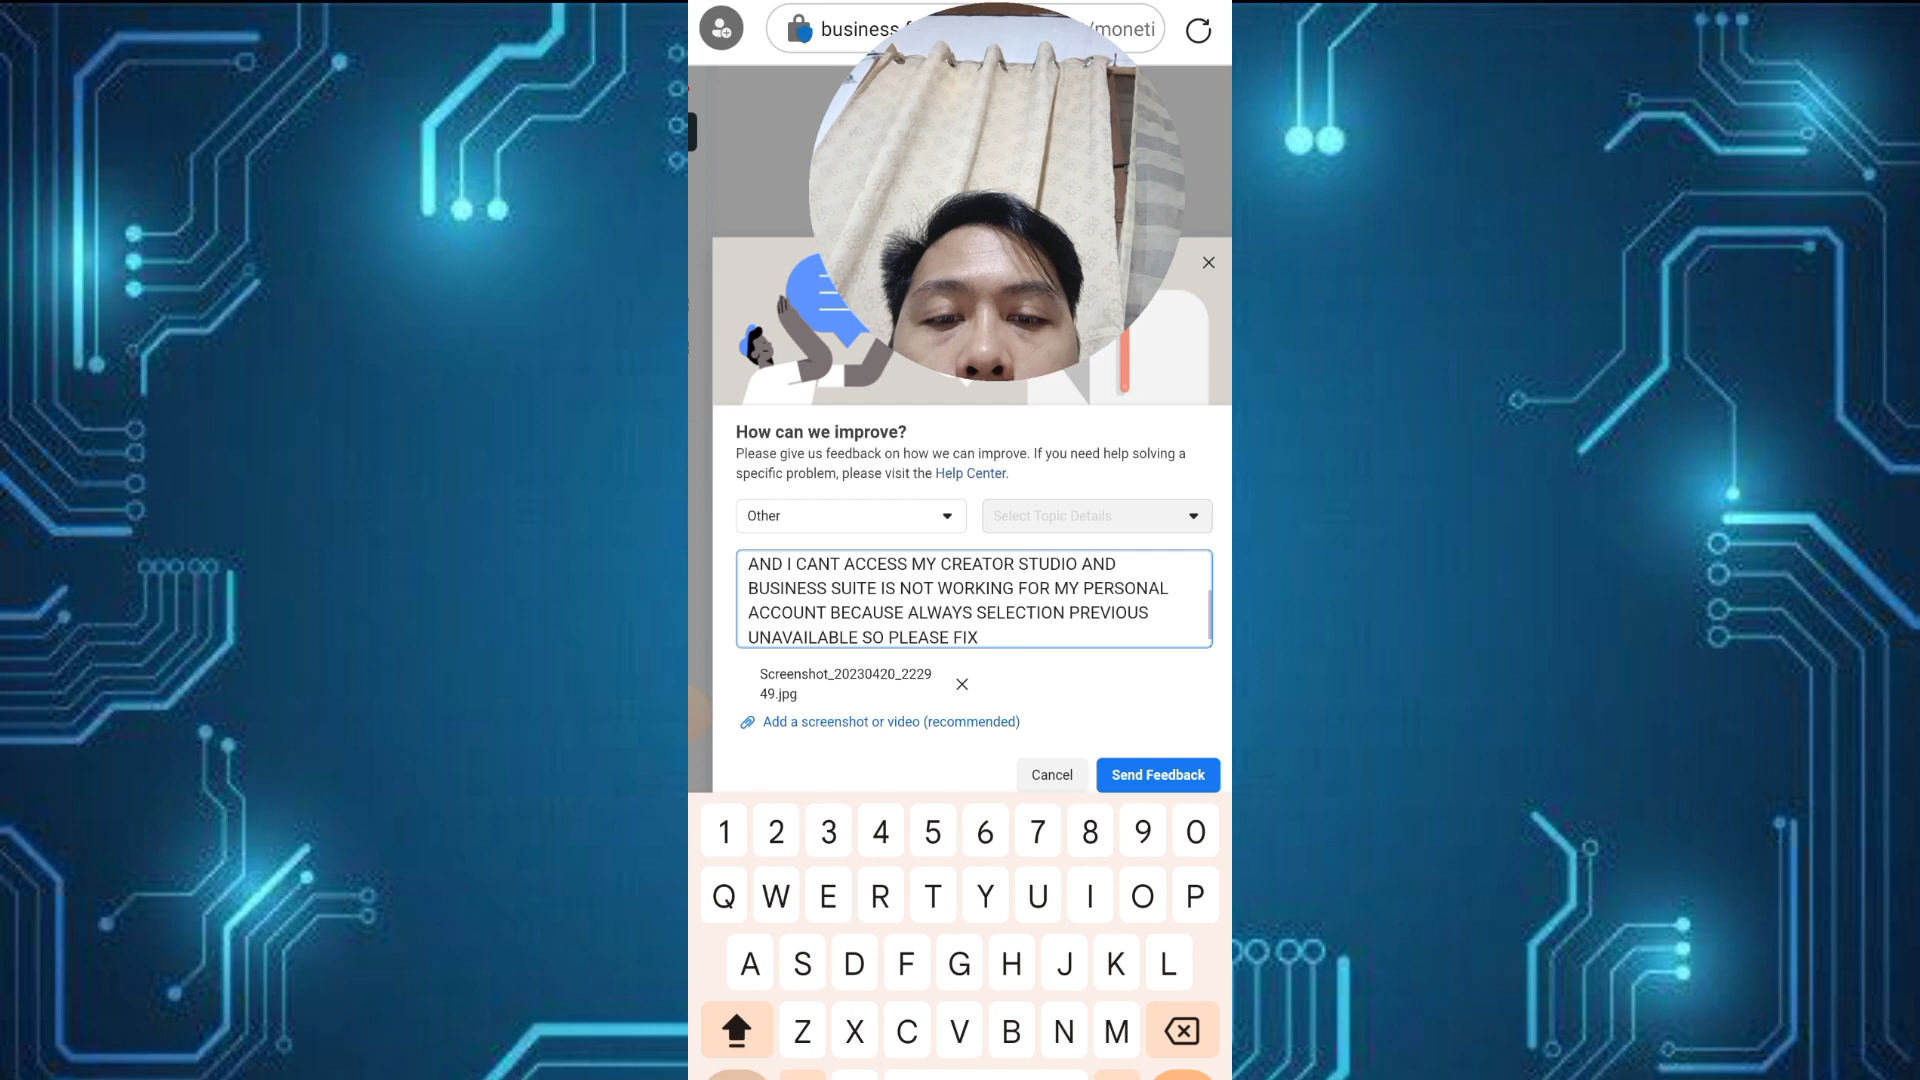 business.
/moneti
How can we improve?
Please give us feedback on how we can improve. If you need help solving a
specific problem, please visit the Help Center.
Other
Select Topic Details
AND I CANT ACCESS MY CREATOR STUDIO AND
BUSINESS SUITE IS NOT WORKING FOR MY PERSONAL
ACCOUNT BECAUSE ALWAYS SELECTION PREVIOUS
UNAVAILABLE SO PLEASE FIX
Screenshot_20230420_2229
49.jpg
Add a screenshot or video (recommended)
Cancel
Send Feedback
1 2 3 4 5 6 7 8 9 0
Q W E R T Y U I O P
A S D F G H J K L
Z X C V B N M